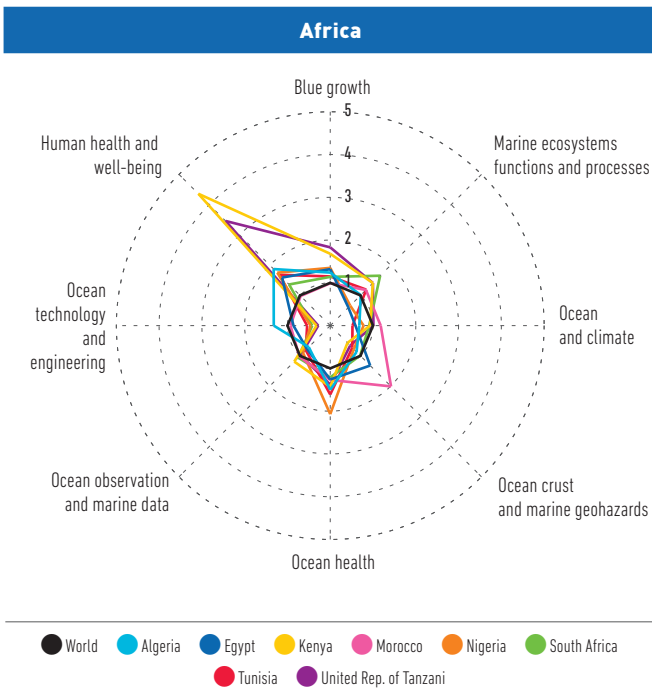 Africa
Blue growth
5
4
3
2
1
Human health and
well-being
Marine ecosystems
functions and processes
Ocean
technology
and
engineering
Ocean
and climate
Ocean observation
and marine data
Ocean crust
and marine geohazards
Ocean health
World Algeria Egypt Kenya Morocco Nigeria South Africa
Tunisia United Rep. of Tanzani